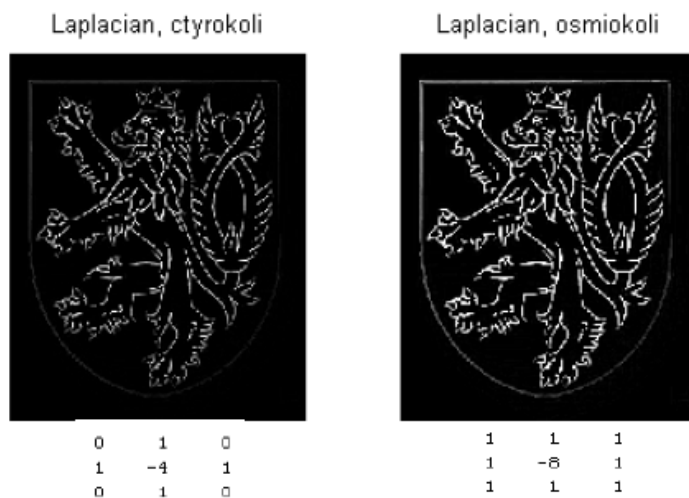 Laplacian, ctyrokoli
0 1 0
1 -4 1
0 1 0
Laplacian, osmiokoli
1 1 1
1 -8 1
1 1 1